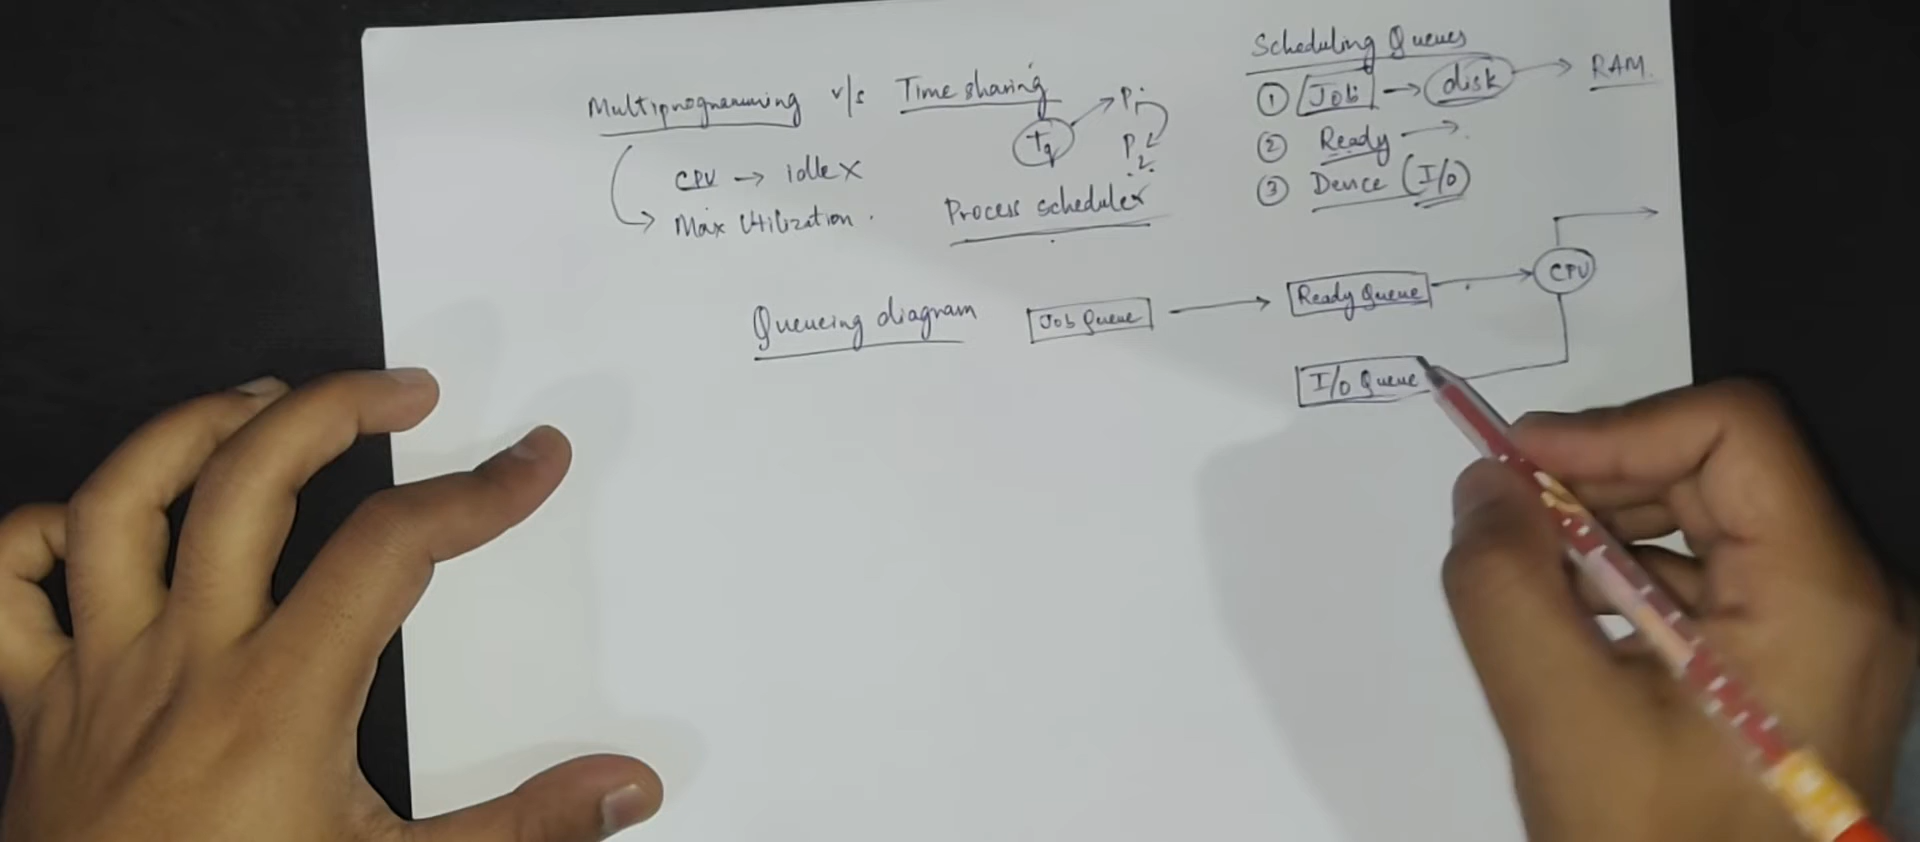 Multiprogramming v/s Time sharing
Tq → P1
P2
CPU → idle X
→ Max Utilization.
Process scheduler
Scheduling Queues
① Job → disk → RAM.
② Ready →
③ Device (I/O)
Queueing diagram
Job Queue → Ready Queue → CPU
I/O Queue